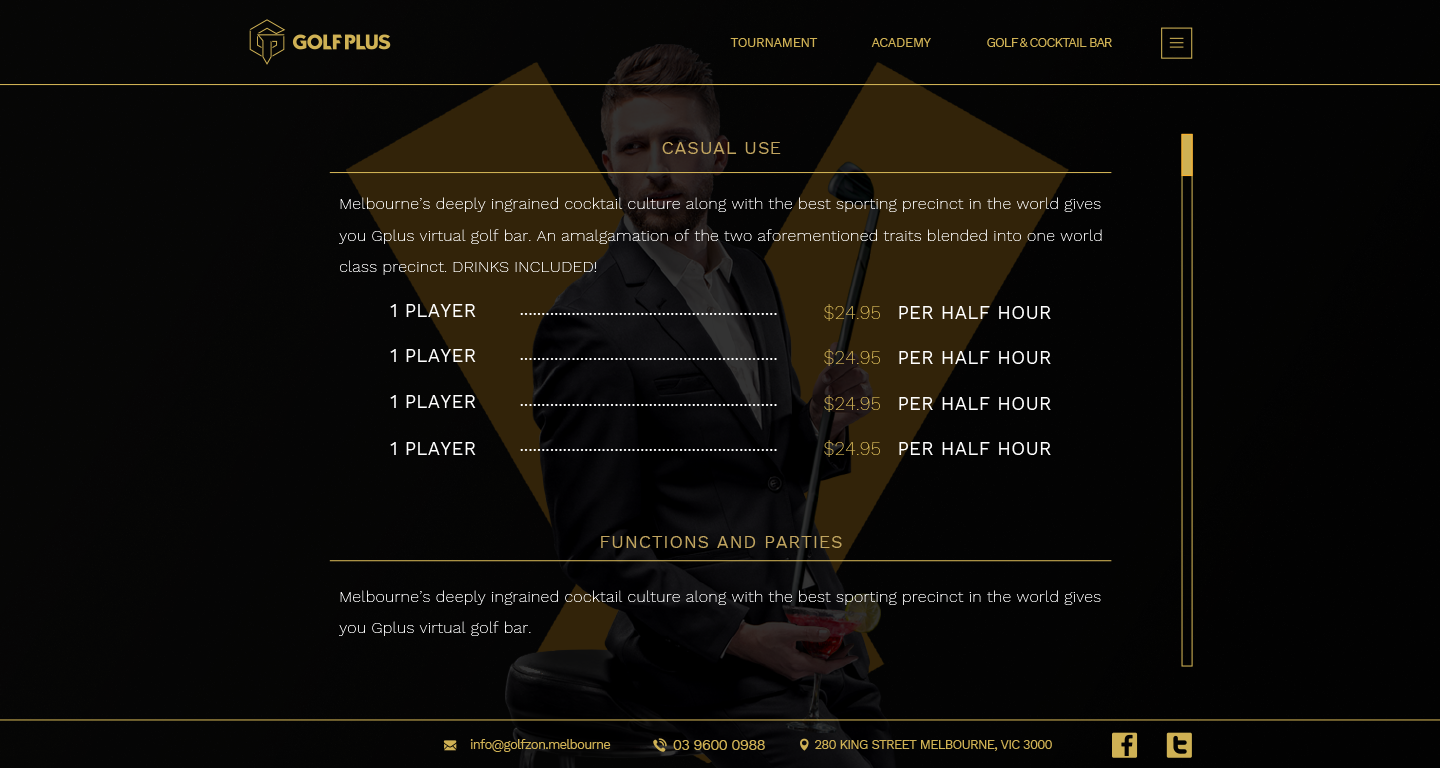 GOLF PLUS
TOURNAMENT
ACADEMY
GOLF & COCKTAIL BAR
CASUAL USE
Melbourne’s deeply ingrained cocktail culture along with the best sporting precinct in the world gives
you Gplus virtual golf bar. An amalgamation of the two aforementioned traits blended into one world
class precinct. DRINKS INCLUDED!
1 PLAYER ............................................................. $24.95 PER HALF HOUR
1 PLAYER ............................................................. $24.95 PER HALF HOUR
1 PLAYER ............................................................. $24.95 PER HALF HOUR
1 PLAYER ............................................................. $24.95 PER HALF HOUR
FUNCTIONS AND PARTIES
Melbourne’s deeply ingrained cocktail culture along with the best sporting precinct in the world gives
you Gplus virtual golf bar.
info@golfzon.melbourne
03 9600 0988
280 KING STREET MELBOURNE, VIC 3000